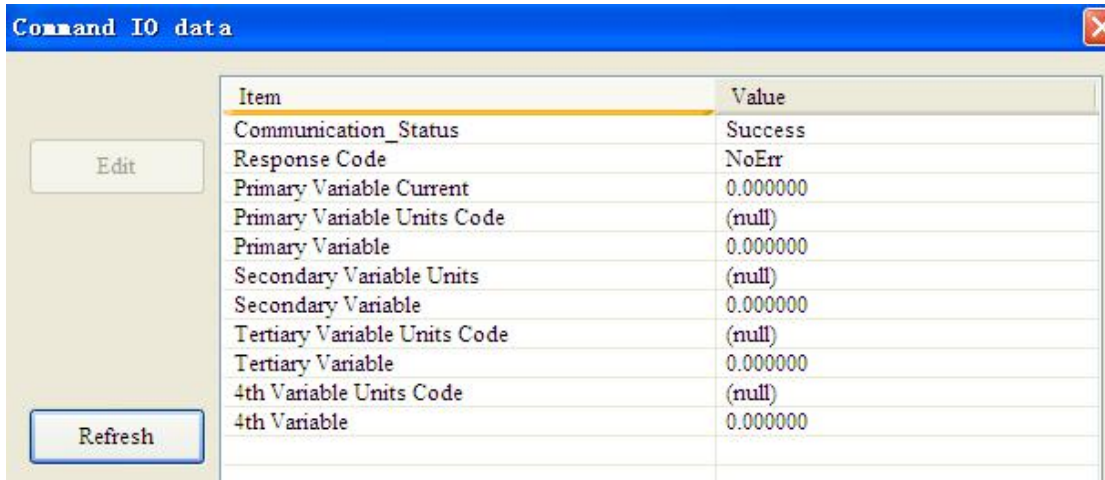 Command IO data
Item Value
Communication_Status Success
Edit
Response Code NoErr
Primary Variable Current 0.000000
Primary Variable Units Code (null)
Primary Variable 0.000000
Secondary Variable Units (null)
Secondary Variable 0.000000
Tertiary Variable Units Code (null)
Tertiary Variable 0.000000
4th Variable Units Code (null)
4th Variable 0.000000
Refresh